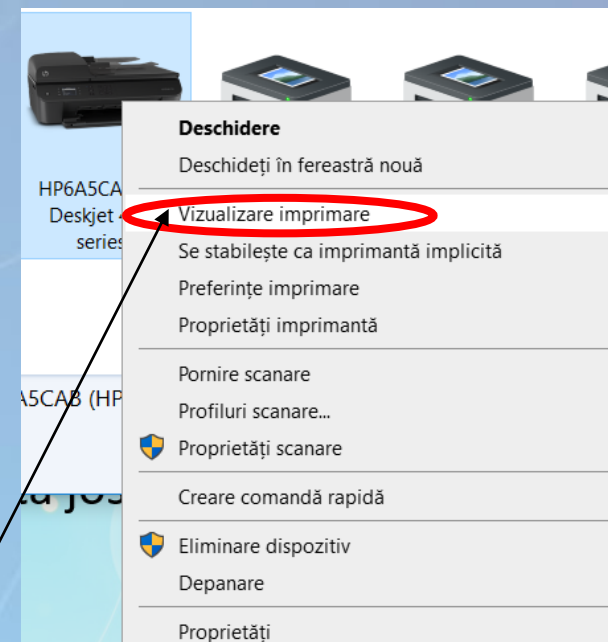 HP6A5CA
Deskjet
series
Deschidere
Deschideți în fereastră nouă
Vizualizare imprimare
Se stabilește ca imprimantă implicită
Preferințe imprimare
Proprietăți imprimantă
Pornire scanare
Profiluri scanare...
Proprietăți scanare
Creare comandă rapidă
Eliminare dispozitiv
Depanare
Proprietăți
A5CAB (HP
jos